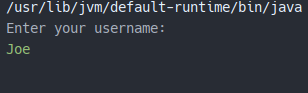 /usr/lib/jvm/default-runtime/bin/java
Enter your username:
Joe